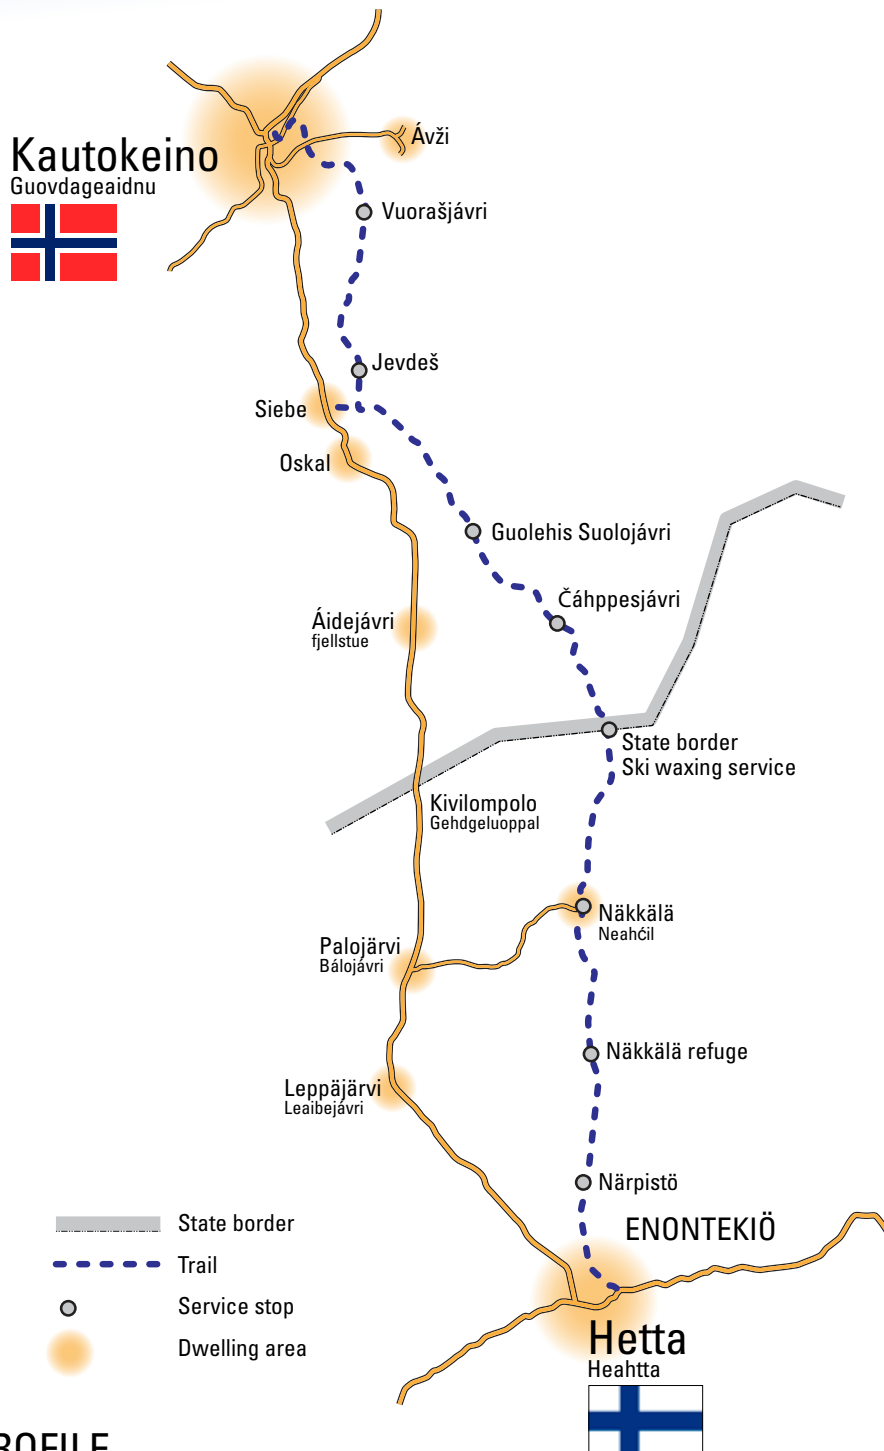 Ávži
Kautokeino
Guovdageaidnu
Vuorašjávri
Jevdeš
Siebe
Oskal
Guolehis Suolojávri
Čáhppesjávri
Áidejávri
fjellstue
State border
Ski waxing service
Kivilompolo
Gehdgeluoppal
Näkkälä
Neahćil
Palojärvi
Bálojávri
Näkkälä refuge
Leppäjärvi
Leaibejávri
Närpistö
State border
ENONTEKIÖ
Trail
Service stop
Dwelling area
Hetta
Heahtta